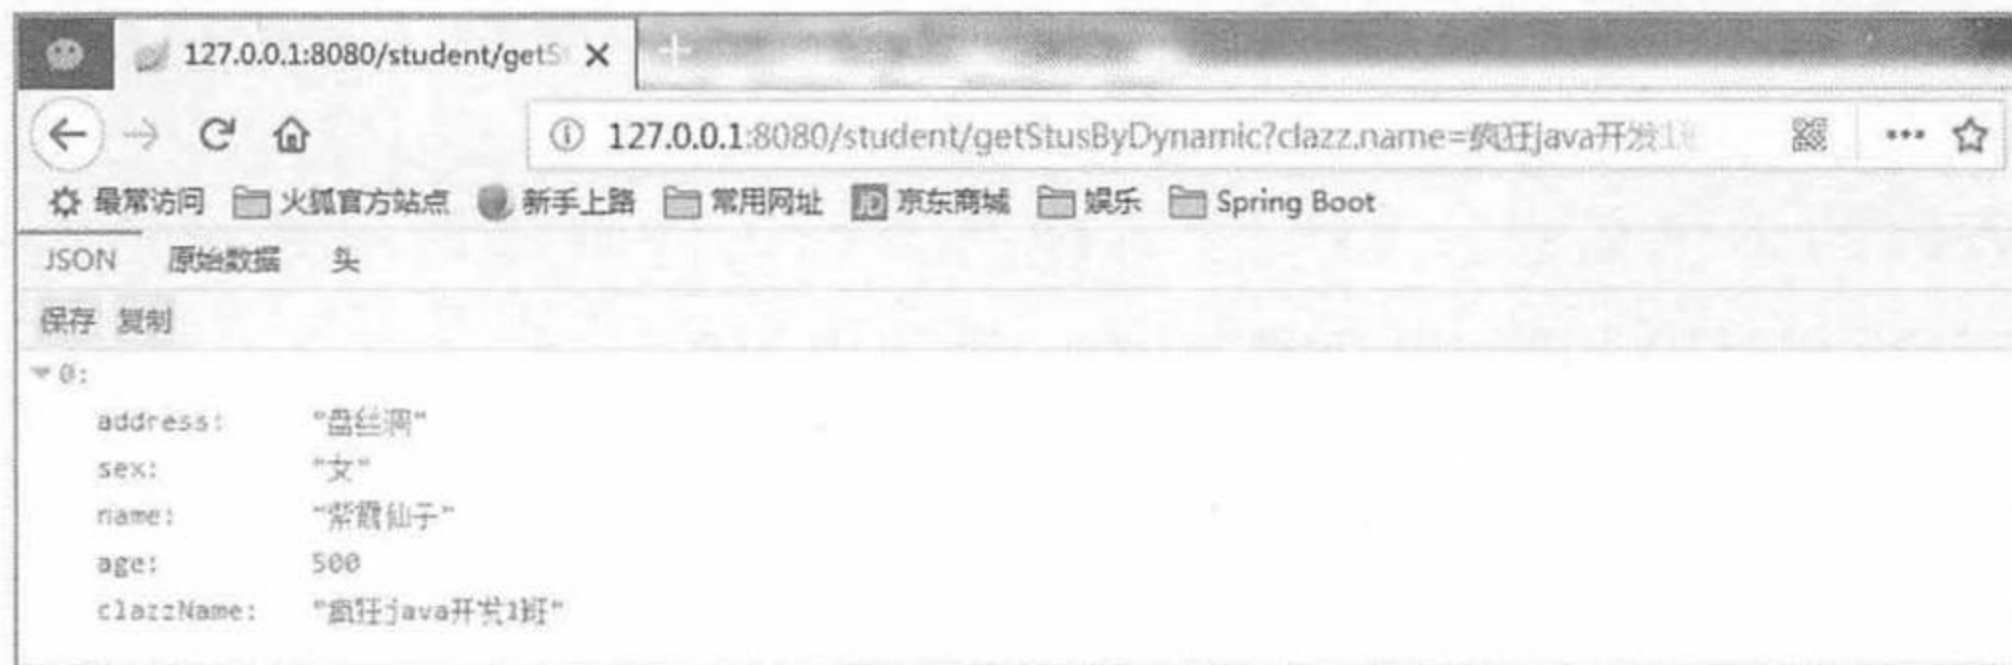 127.0.0.1:8080/student/getS
127.0.0.1:8080/student/getStusByDynamic?clazz.name=疯狂java开发1班
最常访问 火狐官方站点 新手上路 常用网址 JD 京东商城 娱乐 Spring Boot
JSON 原始数据 头
保存 复制
0:
address: "盘丝洞"
sex: "女"
name: "紫霞仙子"
age: 500
clazzName: "疯狂java开发1班"